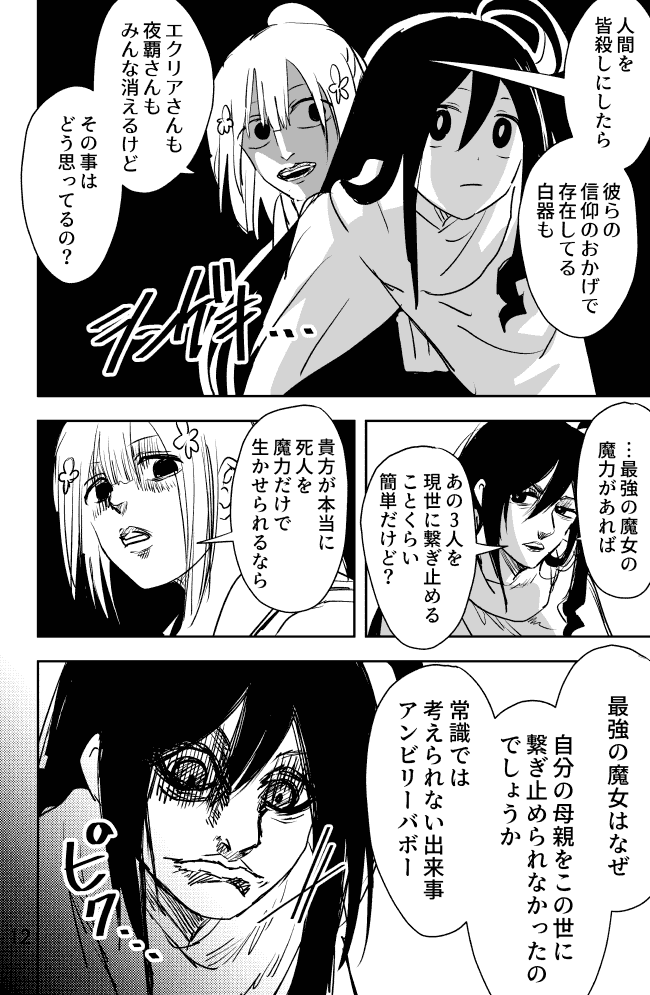 人間を
皆殺しにしたら
彼らの
信仰のおかげで
存在してる
白器も
エクリアさんも
夜覇さんも
みんな消えるけど
その事は
どう思ってるの？
シンゲキ・・・
…最強の魔女の
魔力があれば
あの3人を
現世に繋ぎ止める
ことくらい
簡単だけど？
貴方が本当に
死人を
魔力だけで
生かせられるなら
最強の魔女はなぜ
自分の母親をこの世に
繋ぎ止められなかったの
でしょうか
常識では
考えられない出来事
アンビリーバボー
ピク・・・
12